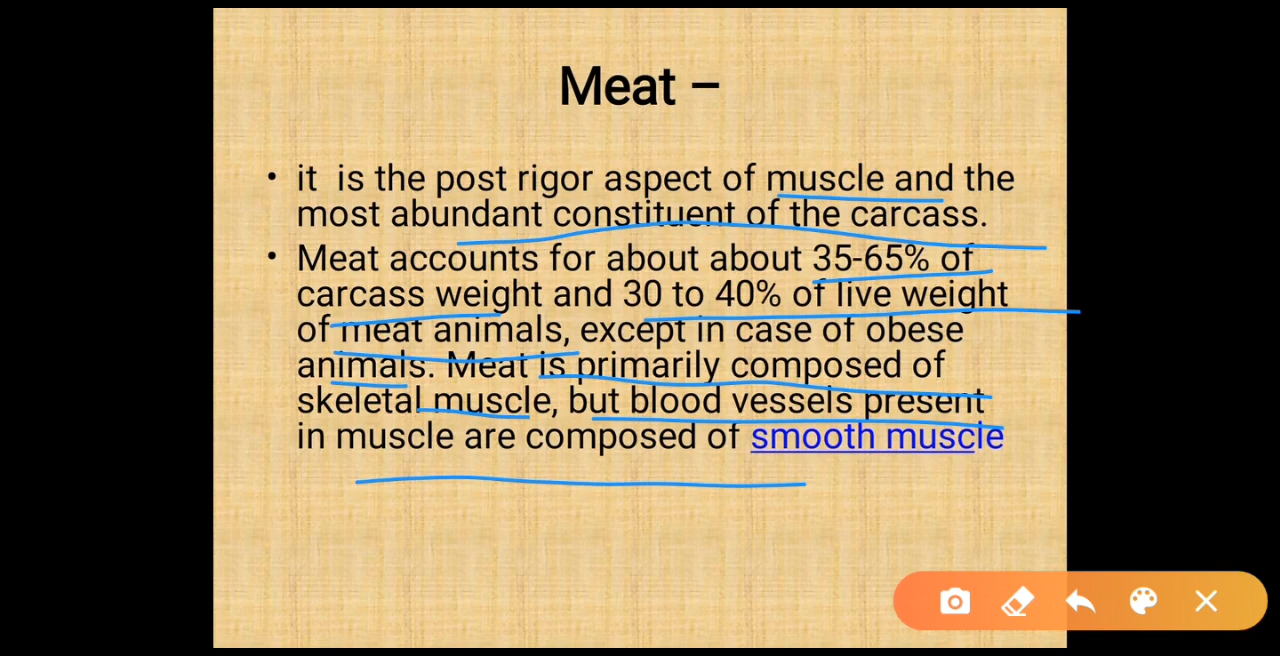 Meat –
• it is the post rigor aspect of muscle and the
most abundant constituent of the carcass.
• Meat accounts for about about 35-65% of
carcass weight and 30 to 40% of live weight
of meat animals, except in case of obese
animals. Meat is primarily composed of
skeletal muscle, but blood vessels present
in muscle are composed of smooth muscle